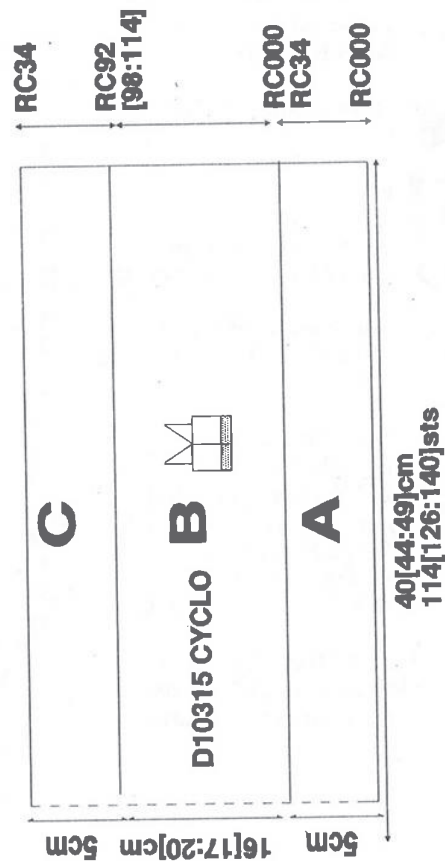 RC34
RC92
[98:114]
RC000
RC34
RC000
C
B
D10315 CYCLO
A
5cm
16[17:20]cm
5cm
40[44:49]cm
114[126:140]sts